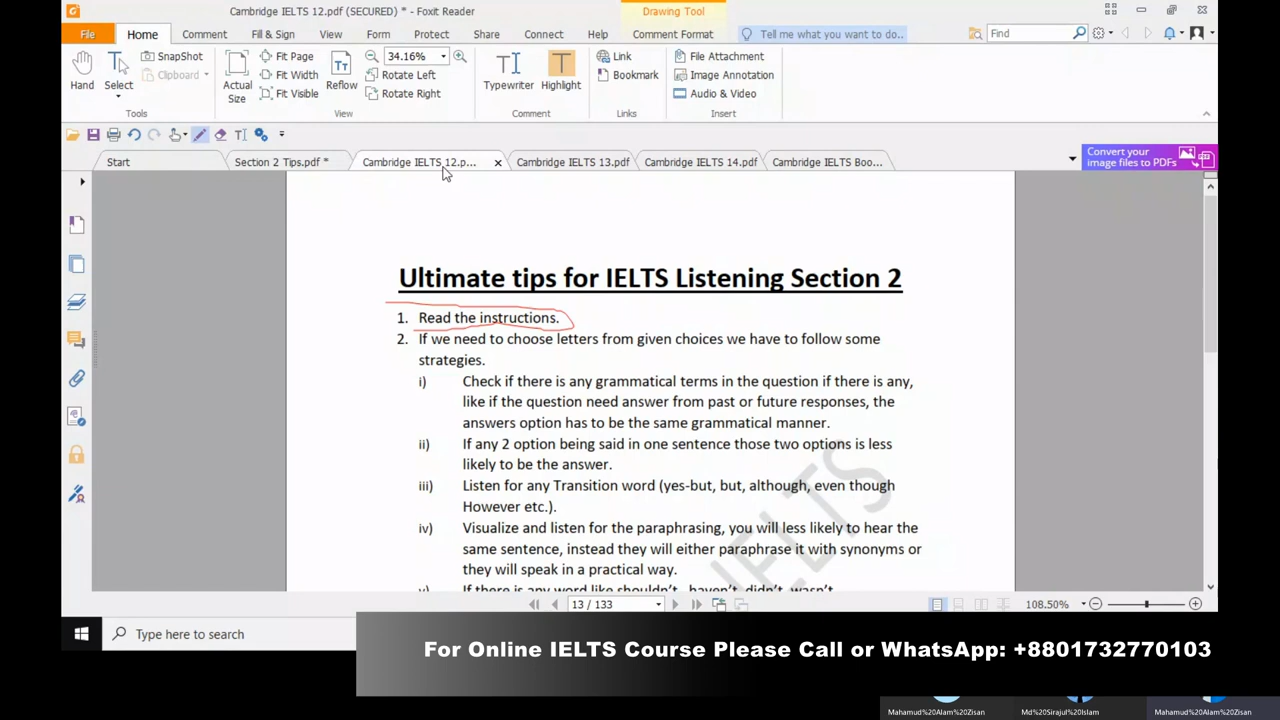 Cambridge IELTS 12.pdf (SECURED) * - Foxit Reader
Drawing Tool
File Home Comment Fill & Sign View Form Protect Share Connect Help Comment Format Tell me what you want to do.. Find
SnapShot Fit Page 34.16% Link File Attachment
Clipboard Fit Width Rotate Left Bookmark Image Annotation
Hand Select Actual Size Fit Visible Reflow Rotate Right Typewriter Highlight Audio & Video
Tools View Comment Links Insert
Start Section 2 Tips.pdf * Cambridge IELTS 12.p... Cambridge IELTS 13.pdf Cambridge IELTS 14.pdf Cambridge IELTS Boo...
Convert your
image files to PDFs
Ultimate tips for IELTS Listening Section 2
1. Read the instructions.
2. If we need to choose letters from given choices we have to follow some
strategies.
i) Check if there is any grammatical terms in the question if there is any,
like if the question need answer from past or future responses, the
answers option has to be the same grammatical manner.
ii) If any 2 option being said in one sentence those two options is less
likely to be the answer.
iii) Listen for any Transition word (yes-but, but, although, even though
However etc.).
iv) Visualize and listen for the paraphrasing, you will less likely to hear the
same sentence, instead they will either paraphrase it with synonyms or
they will speak in a practical way.
v) If there is any word like shouldn't, haven't, didn't, wasn't
IELTS
13 / 133 108.50%
Type here to search
For Online IELTS Course Please Call or WhatsApp: +8801732770103
Mahamud%20Alam%20Zisan Md%20Sirajul%20Islam Mahamud%20Alam%20Zisan